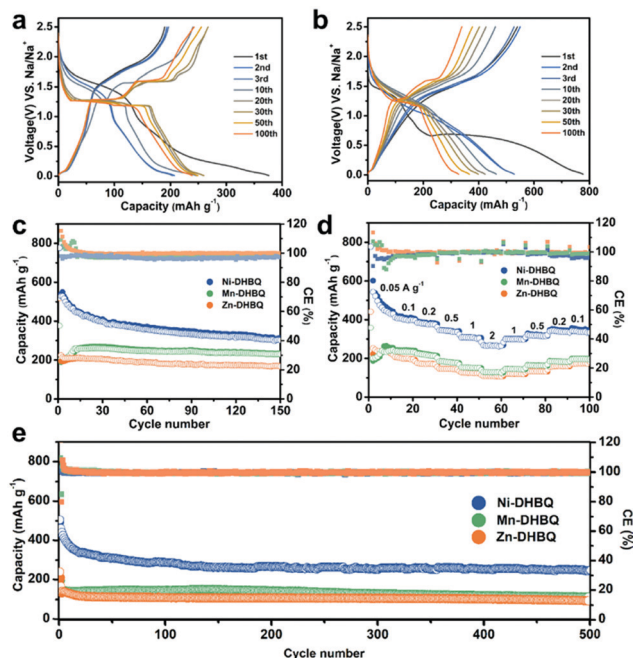 a
Voltage(V) VS. Na/Na⁺
2.5
2.0
1.5
1.0
0.5
0.0
1st
2nd
3rd
10th
20th
30th
50th
100th
0 100 200 300 400
Capacity (mAh g⁻¹)
b
Voltage(V) VS. Na/Na⁺
2.5
2.0
1.5
1.0
0.5
0.0
1st
2nd
3rd
10th
20th
30th
50th
100th
0 200 400 600 800
Capacity (mAh g⁻¹)
c
Capacity (mAh g⁻¹)
800
600
400
200
0
Ni-DHBQ
Mn-DHBQ
Zn-DHBQ
120
100
80
60
40
20
0
CE (%)
0 30 60 90 120 150
Cycle number
d
Capacity (mAh g⁻¹)
800
600
400
200
0
Ni-DHBQ
Mn-DHBQ
Zn-DHBQ
0.05 A g⁻¹
0.1 0.2 0.5 1 2 1 0.5 0.2 0.1
120
100
80
60
40
20
0
CE (%)
0 20 40 60 80 100
Cycle number
e
Capacity (mAh g⁻¹)
800
600
400
200
0
Ni-DHBQ
Mn-DHBQ
Zn-DHBQ
120
100
80
60
40
20
0
CE (%)
0 100 200 300 400 500
Cycle number